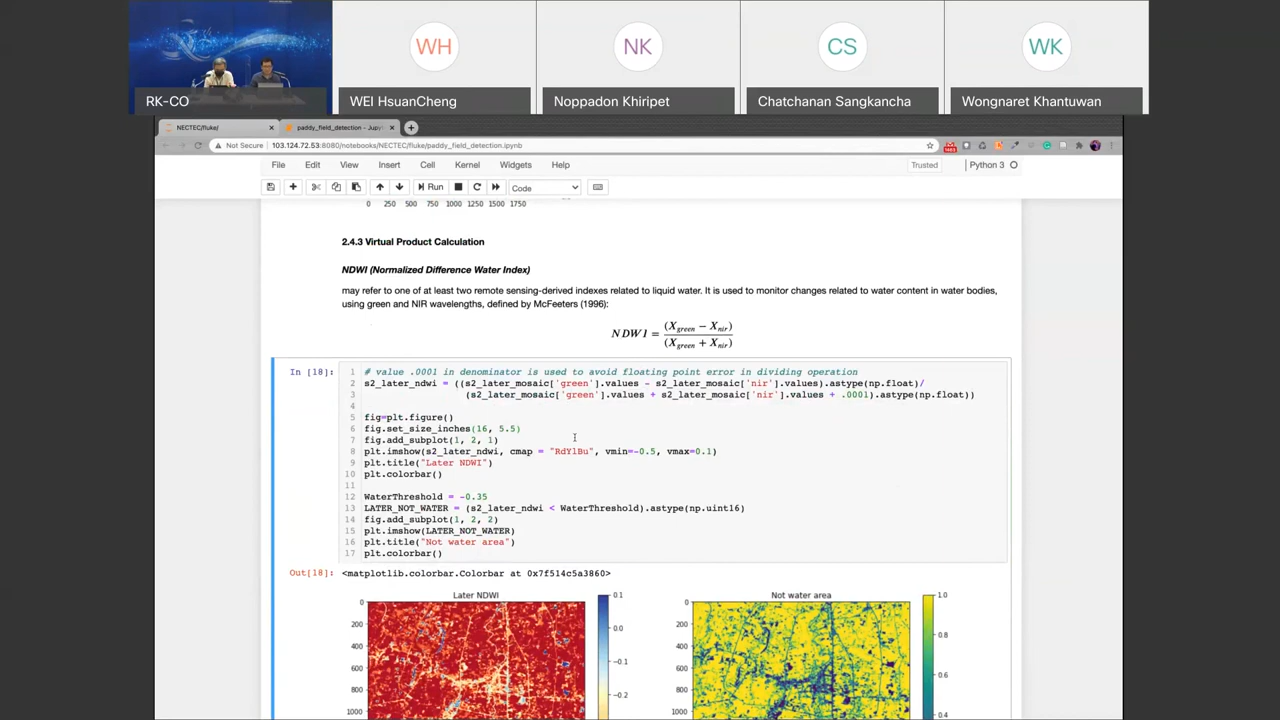 WH
NK
CS
WK
RK-CO
WEI HsuanCheng
Noppadon Khiripet
Chatchanan Sangkancha
Wongnaret Khantuwan
NECTEC/fluke/
paddy_field_detection - Jupyt
Not Secure
103.124.72.53:8080/notebooks/NECTEC/fluke/paddy_field_detection.ipynb
File Edit View Insert Cell Kernel Widgets Help
Trusted
Python 3
Run
Code
0 250 500 750 1000 1250 1500 1750
2.4.3 Virtual Product Calculation
NDWI (Normalized Difference Water Index)
may refer to one of at least two remote sensing-derived indexes related to liquid water. It is used to monitor changes related to water content in water bodies,
using green and NIR wavelengths, defined by McFeeters (1996):
NDWI = (Xgreen − Xnir)
(Xgreen + Xnir)
In [18]:
1 # value .0001 in denominator is used to avoid floating point error in dividing operation
2 s2_later_ndwi = ((s2_later_mosaic['green'].values - s2_later_mosaic['nir'].values).astype(np.float)/
3 (s2_later_mosaic['green'].values + s2_later_mosaic['nir'].values + .0001).astype(np.float))
4
5 fig=plt.figure()
6 fig.set_size_inches(16, 5.5)
7 fig.add_subplot(1, 2, 1)
8 plt.imshow(s2_later_ndwi, cmap = "RdYlBu", vmin=-0.5, vmax=0.1)
9 plt.title("Later NDWI")
10 plt.colorbar()
11
12 WaterThreshold = -0.35
13 LATER_NOT_WATER = (s2_later_ndwi < WaterThreshold).astype(np.uint16)
14 fig.add_subplot(1, 2, 2)
15 plt.imshow(LATER_NOT_WATER)
16 plt.title("Not water area")
17 plt.colorbar()
Out[18]: <matplotlib.colorbar.Colorbar at 0x7f514c5a3860>
Later NDWI
0
200
400
600
800
1000
0.1
0.0
−0.1
−0.2
Not water area
0
200
400
600
800
1000
1.0
0.8
0.6
0.4